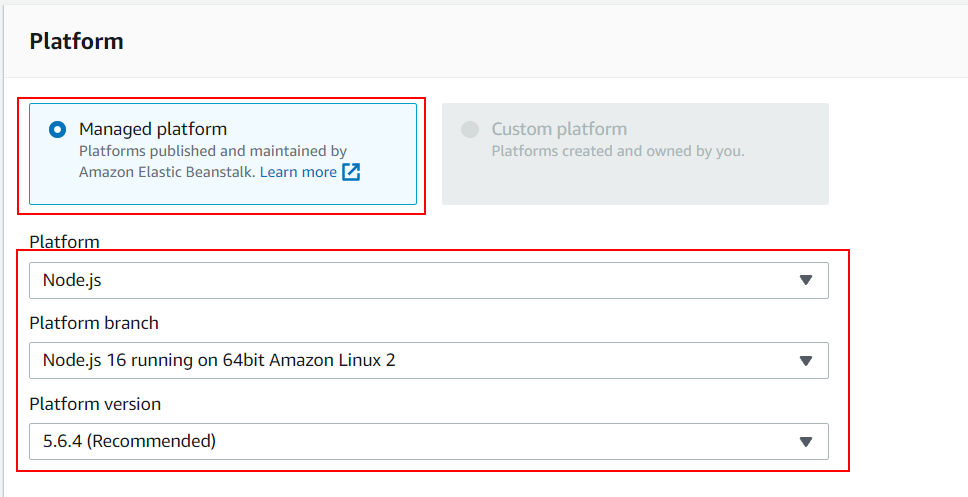 Platform
Managed platform
Platforms published and maintained by
Amazon Elastic Beanstalk. Learn more
Custom platform
Platforms created and owned by you.
Platform
Node.js
Platform branch
Node.js 16 running on 64bit Amazon Linux 2
Platform version
5.6.4 (Recommended)